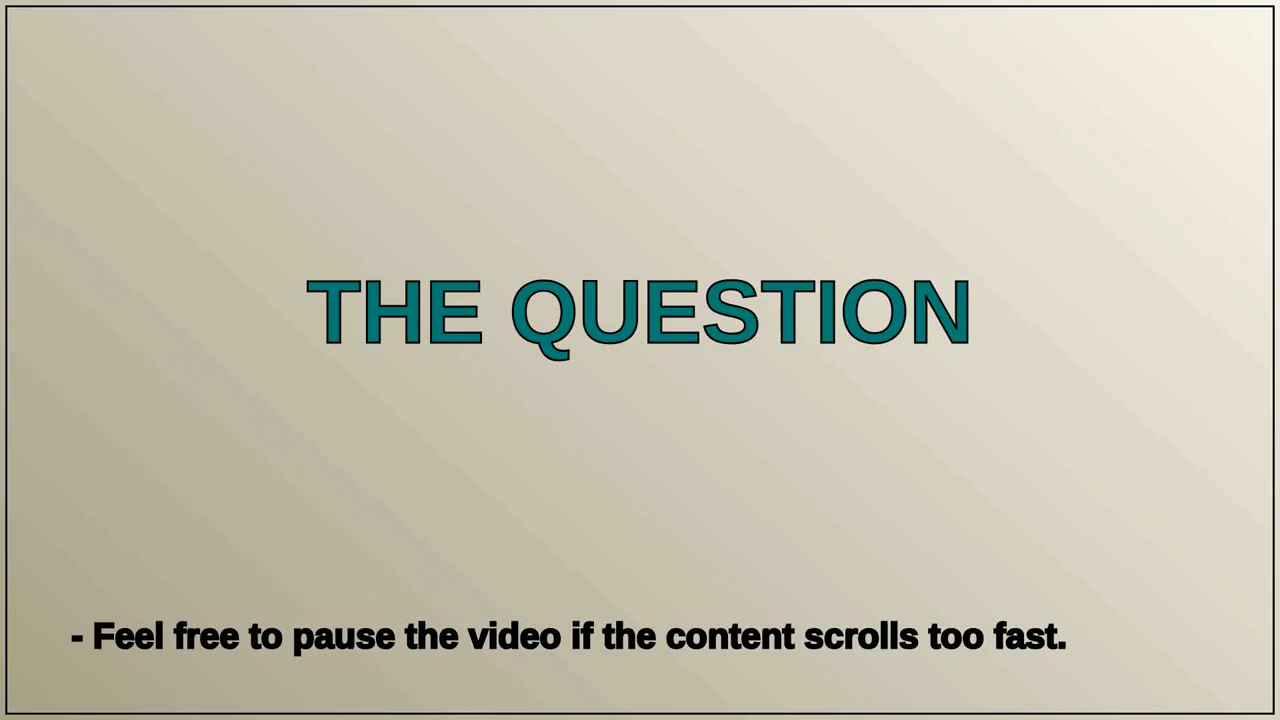 THE QUESTION
- Feel free to pause the video if the content scrolls too fast.